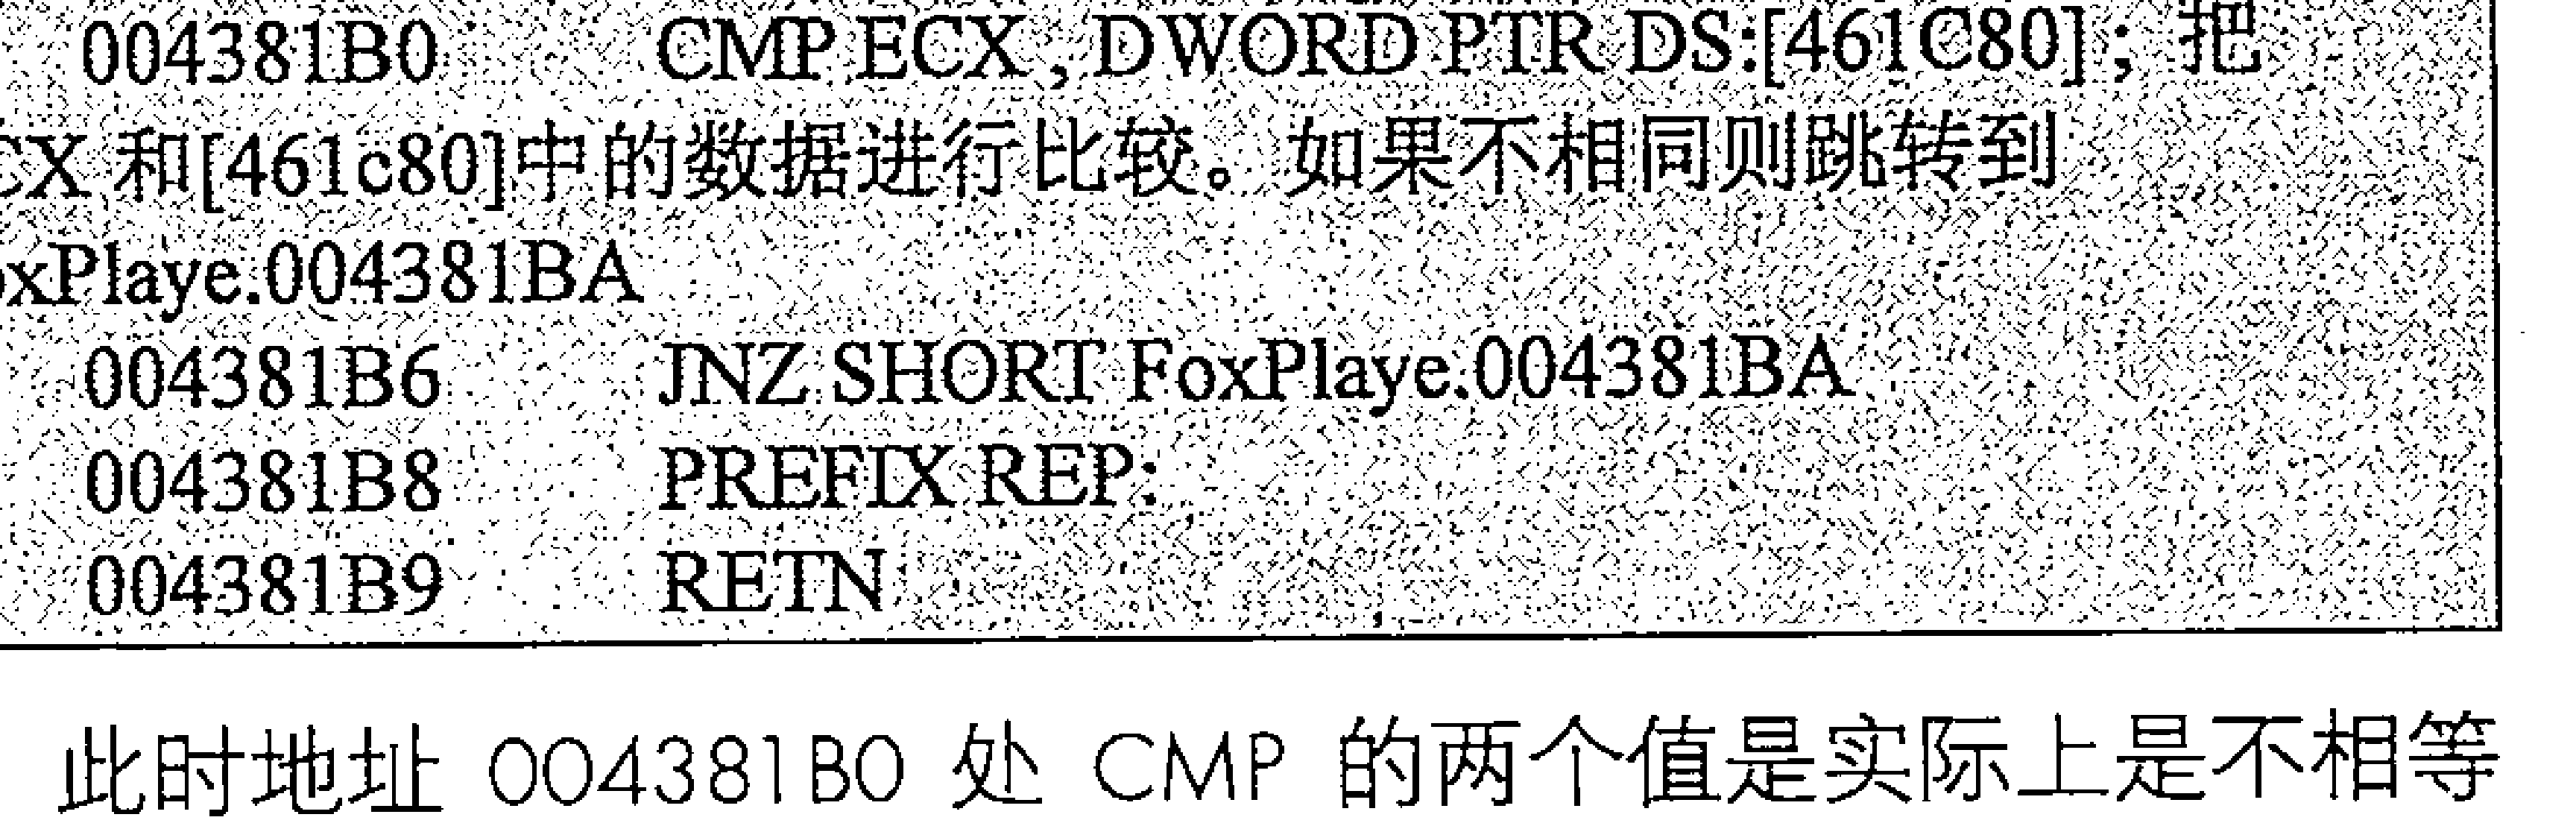 004381B0 CMP ECX , DWORD PTR DS:[461C80] ; 把
CX 和[461c80]中的数据进行比较。如果不相同则跳转到
oxPlaye.004381BA
004381B6 JNZ SHORT FoxPlaye.004381BA
004381B8 PREFIX REP:
004381B9 RETN
此时地址 004381B0 处 CMP 的两个值是实际上是不相等